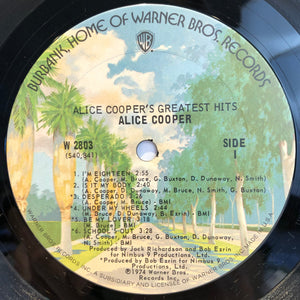 BURBANK, HOME OF WARNER BROS. RECORDS
WB
ALICE COOPER'S GREATEST HITS
ALICE COOPER
W 2803
(S40,341)
SIDE
1
1. I'M EIGHTEEN 2:55
(A. Cooper, M. Bruce, G. Buxton, D. Dunaway, N. Smith)
2. IS IT MY BODY 2:40
(A. Cooper, D. Dunaway, M. Bruce, N. Smith, G. Buxton) - BMI
3. DESPERADO
(A. Cooper, M. Bruce) - BMI
4. UNDER MY WHEELS 2:44
(M. Bruce, D. Dunaway, B. Ezrin) - BMI
*5. BE MY LOVER
(M. Bruce) - BMI
*6. SCHOOL'S OUT 3:28
(A. Cooper, M. Bruce, G. Buxton, D. Dunaway,
N. Smith) - BMI
Produced by Jack Richardson and Bob Ezrin
for Nimbus 9 Productions, Ltd.
*Produced by Bob Ezrin for Nimbus 9
Productions, Ltd.
℗1974 Warner Bros.
Records Inc.